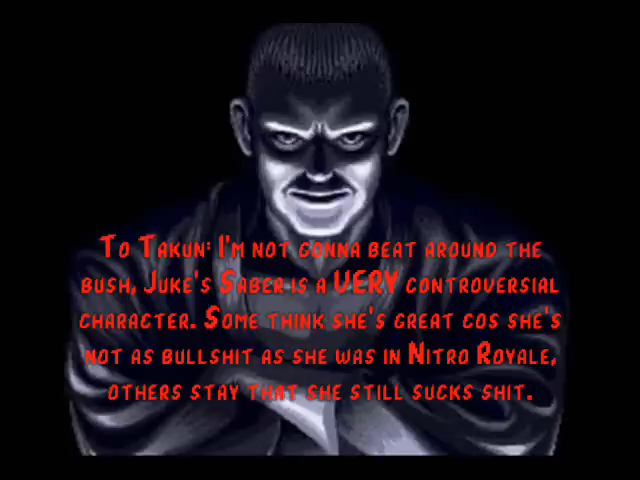 To Takun: I'm not gonna beat around the
bush, Juke's Saber is a VERY controversial
character. Some think she's great cos she's
not as bullshit as she was in Nitro Royale,
others stay that she still sucks shit.